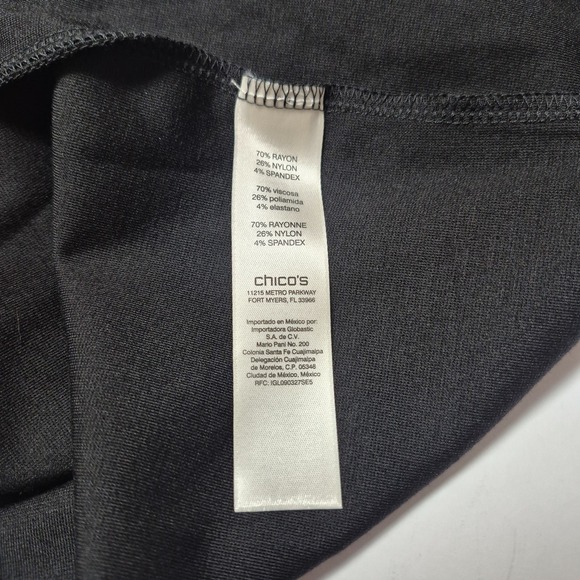 70% RAYON
26% NYLON
4% SPANDEX
70% viscosa
26% poliamida
4% elastano
70% RAYONNE
26% NYLON
4% SPANDEX
chico's
11215 METRO PARKWAY
FORT MYERS, FL 33966
Importado en México por:
Importadora Globastic
S.A. de C.V.
Mario Pani No. 200
Colonia Santa Fe Cuajimalpa
Delegación Cuajimalpa
de Morelos, C.P. 05348
Ciudad de México, México
RFC: IGL090327SE5